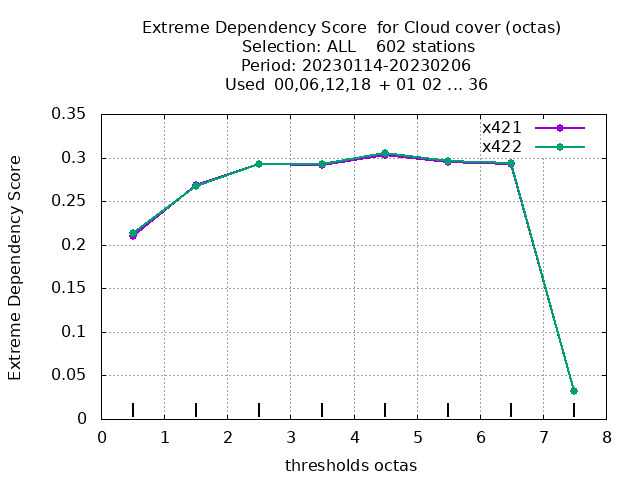 Extreme Dependency Score  for Cloud cover (octas)
Selection: ALL    602 stations
Period: 20230114-20230206
Used  00,06,12,18 + 01 02 ... 36
x421
x422
Extreme Dependency Score
0.35
0.3
0.25
0.2
0.15
0.1
0.05
0
0 1 2 3 4 5 6 7 8
thresholds octas